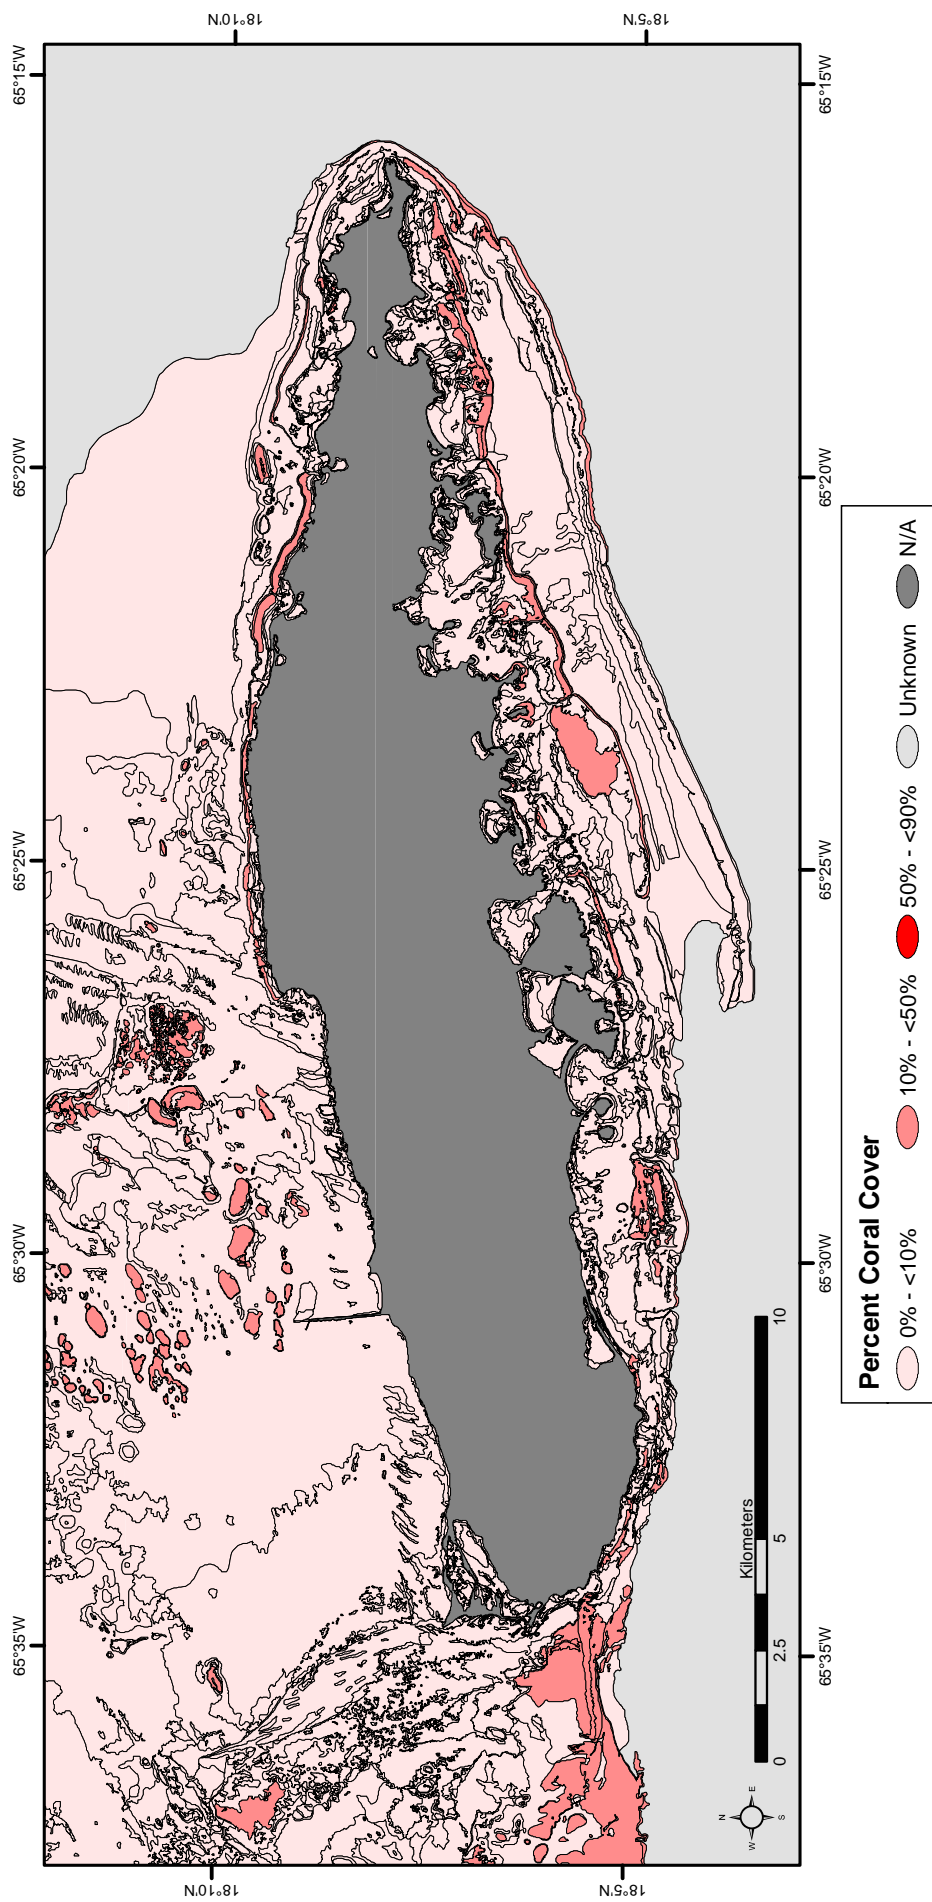 65°35'W 65°30'W 65°25'W 65°20'W 65°15'W
18°10'N 18°10'N
18°5'N 18°5'N
N
W E
S
Kilometers
0 2.5 5 10
65°35'W 65°30'W 65°25'W 65°20'W 65°15'W
Percent Coral Cover
0% - <10% 10% - <50% 50% - <90% Unknown N/A